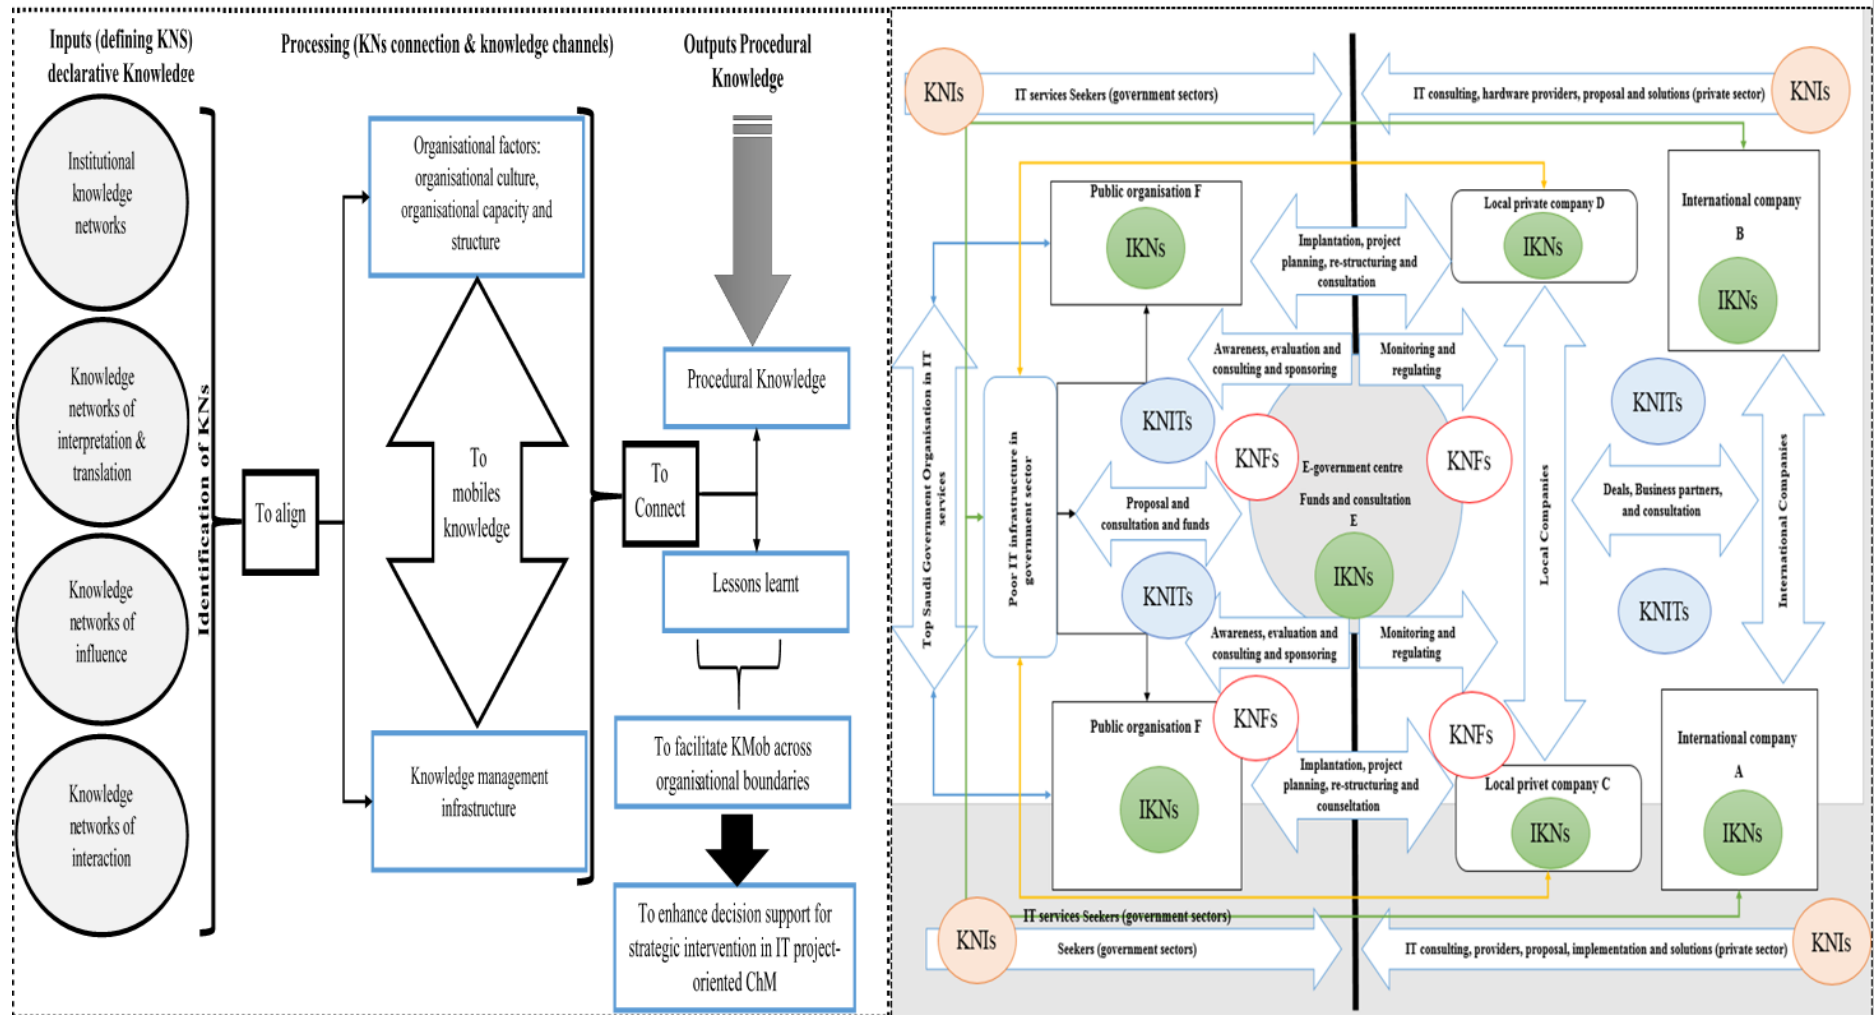 Inputs (defining KNS)
declarative Knowledge
Processing (KNs connection & knowledge channels)
Outputs Procedural
Knowledge
Institutional
knowledge
networks
Knowledge
networks of
interpretation &
translation
Knowledge
networks of
influence
Knowledge
networks of
interaction
Identification of KNs
To align
Organisational factors:
organisational culture,
organisational capacity and
structure
To
mobiles
knowledge
Knowledge management
infrastructure
To
Connect
Procedural Knowledge
Lessons learnt
To facilitate KMob across
organisational boundaries
To enhance decision support for
strategic intervention in IT project-
oriented ChM
KNIs
IT services Seekers (government sectors)
IT consulting, hardware providers, proposal and solutions (private sector)
KNIs
Public organisation F
IKNs
Implantation, project
planning, re-structuring and
consultation
Local private company D
IKNs
International company
B
IKNs
Awareness, evaluation and
consulting and sponsoring
Monitoring and
regulating
Top Saudi Government Organisation in IT
services
Poor IT infrastructure in
government sector
KNITs
KNFs
KNFs
KNITs
E-government centre
Funds and consultation
E
IKNs
Proposal and
consultation and funds
Local Companies
Deals, Business partners,
and consultation
International Companies
KNITs
KNITs
Awareness, evaluation and
consulting and sponsoring
Monitoring and
regulating
Public organisation F
IKNs
KNFs
KNFs
Implantation, project
planning, re-structuring and
counseltation
Local privet company C
IKNs
International company
A
IKNs
KNIs
IT services Seekers (government sectors)
Seekers (government sectors)
IT consulting, providers, proposal, implementation and solutions (private sector)
KNIs